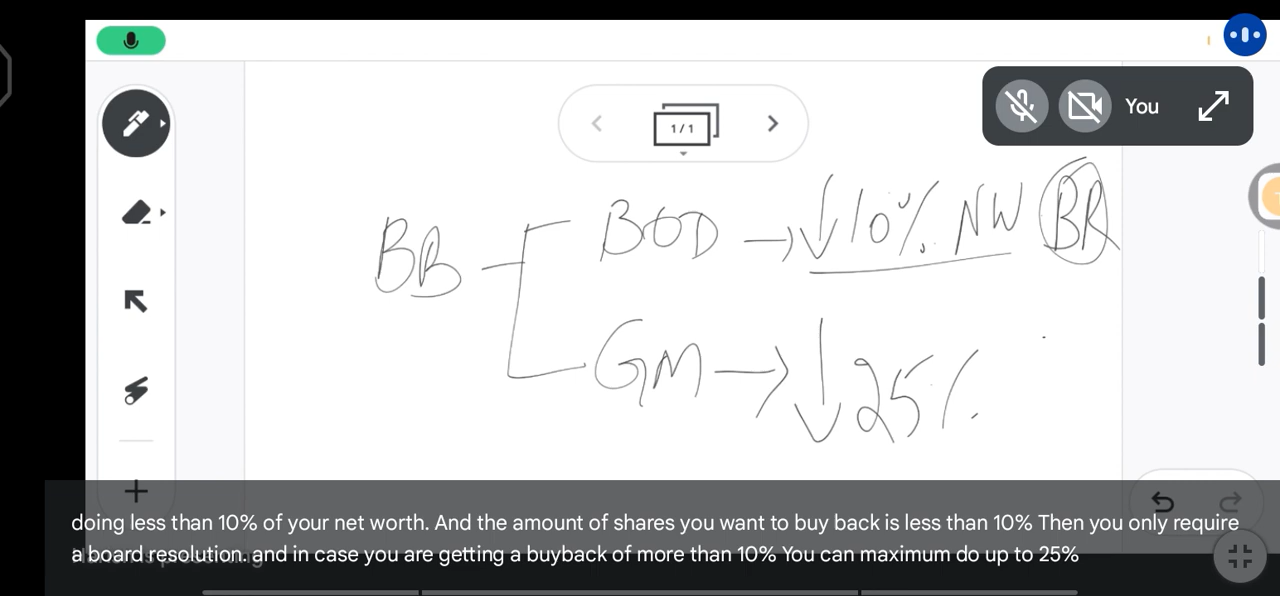 You
1/1
BB
BOD → ↓ 10% NW BR
GM → ↓ 25%
doing less than 10% of your net worth. And the amount of shares you want to buy back is less than 10% Then you only require
a board resolution. and in case you are getting a buyback of more than 10% You can maximum do up to 25%